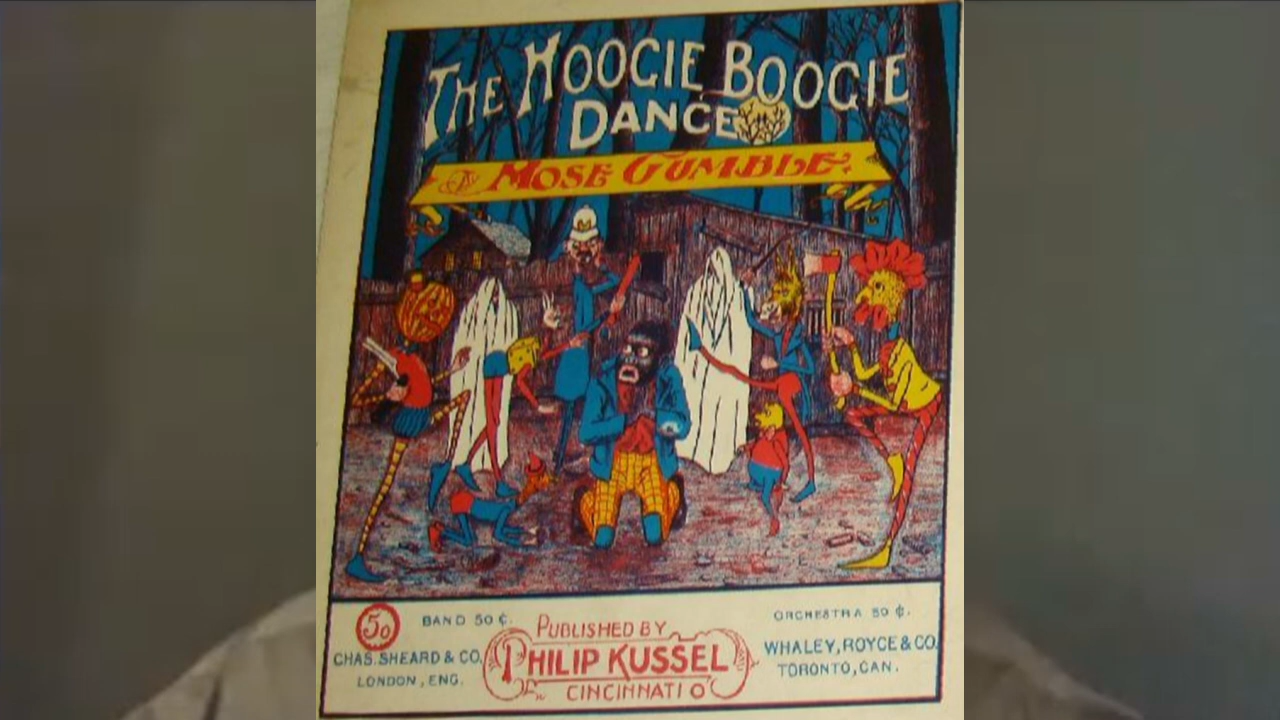 THE HOOGIE BOOGIE
DANCE
MOSE GUMBLE.
50
BAND 50 ¢.
ORCHESTRA 50 ¢.
PUBLISHED BY
PHILIP KUSSEL
CINCINNATI O
CHAS. SHEARD & CO.
LONDON, ENG.
WHALEY, ROYCE & CO.
TORONTO, CAN.